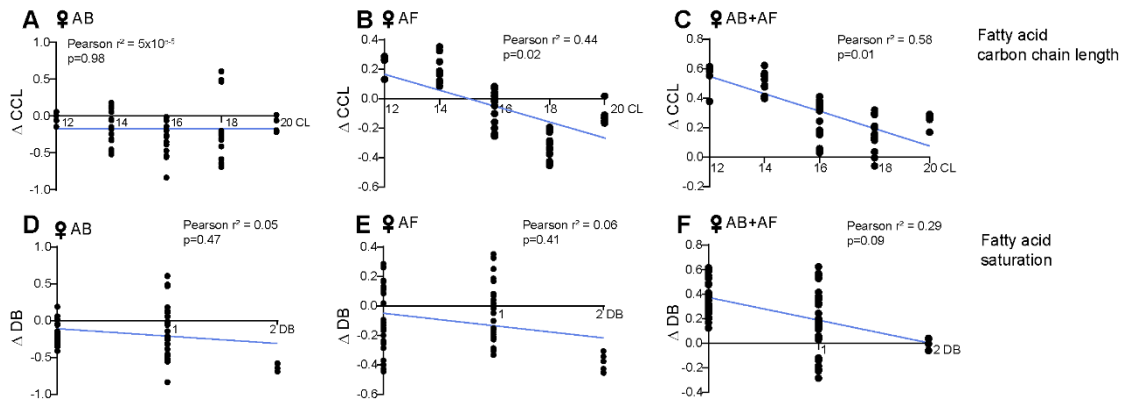 A ♀ AB
Pearson r² = 5x10^-5
p=0.98
Δ CCL
1.0
0.5
0.0
-0.5
-1.0
12 14 16 18 20 CL
B ♀ AF
Pearson r² = 0.44
p=0.02
Δ CCL
0.4
0.2
0.0
-0.2
-0.4
-0.6
12 14 16 18 20 CL
C ♀ AB+AF
Pearson r² = 0.58
p=0.01
Δ CCL
0.8
0.6
0.4
0.2
0.0
0.2
12 14 16 18 20 CL
Fatty acid
carbon chain length
D ♀ AB
Pearson r² = 0.05
p=0.47
Δ DB
1.0
0.5
0.0
-0.5
-1.0
1 2 DB
E ♀ AF
Pearson r² = 0.06
p=0.41
Δ DB
0.4
0.2
0.0
-0.2
-0.4
-0.6
1 2 DB
F ♀ AB+AF
Pearson r² = 0.29
p=0.09
Δ DB
0.8
0.6
0.4
0.2
0.0
-0.2
-0.4
1 2 DB
Fatty acid
saturation